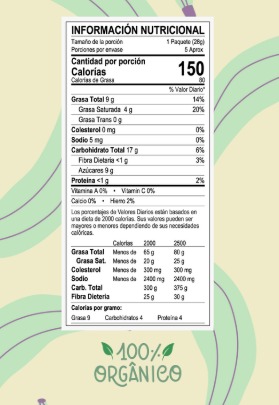 INFORMACIÓN NUTRICIONAL
Tamaño de la porción 1 Paquete (28g)
Porciones por envase 5 Aprox
Cantidad por porción
Calorías 150
Calorías de Grasa 80
% Valor Diario*
Grasa Total 9 g 14%
Grasa Saturada 4 g 20%
Grasa Trans 0 g
Colesterol 0 mg 0%
Sodio 5 mg 0%
Carbohidrato Total 17 g 6%
Fibra Dietaria <1 g 3%
Azúcares 9 g
Proteína <1 g 2%
Vitamina A 0% • Vitamin C 0%
Calcio 0% • Hierro 2%
Los porcentajes de Valores Diarios están basados en
una dieta de 2000 calorías. Sus valores pueden ser
mayores o menores dependiendo de sus necesidades
calóricas.
Calorías 2000 2500
Grasa Total Menos de 65 g 80 g
Grasa Sat. Menos de 20 g 25 g
Colesterol Menos de 300 mg 300 mg
Sodio Menos de 2400 mg 2400 mg
Carb. Total 300 g 375 g
Fibra Dieteria 25 g 30 g
Calorías por gramo:
Grasa 9 Carbohidratos 4 Proteína 4
100%
ORGÁNICO